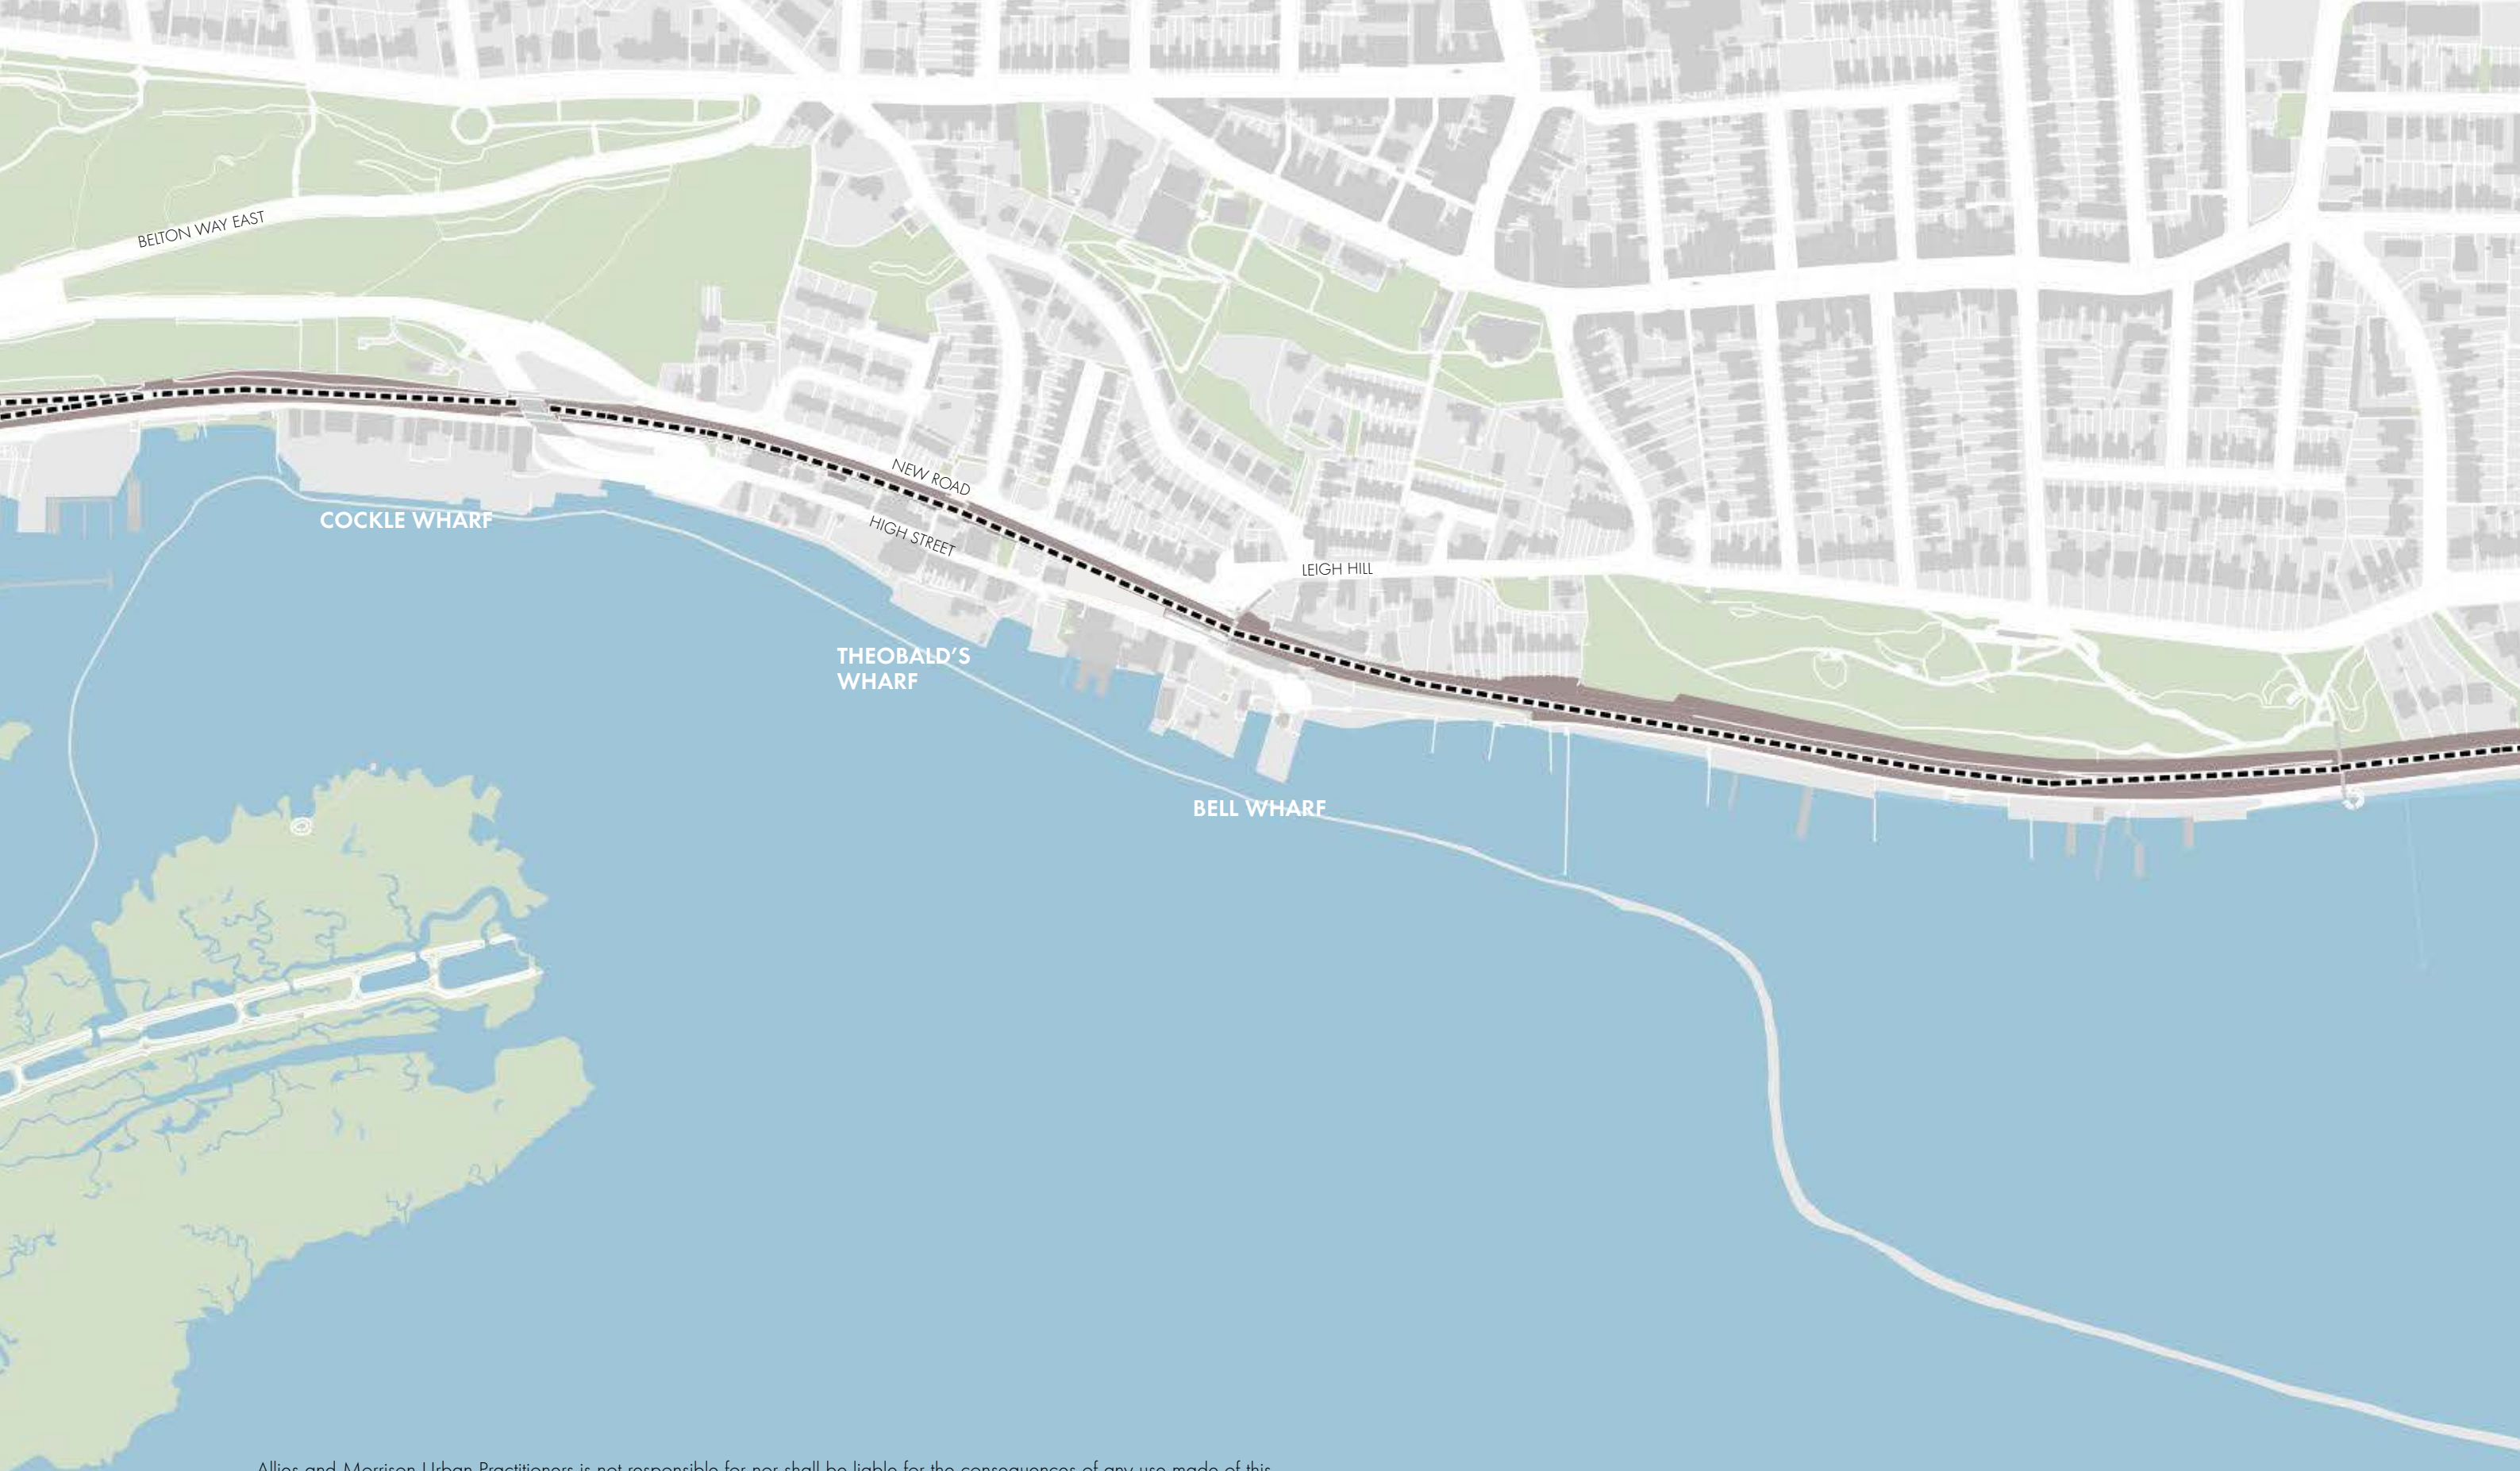 BELTON WAY EAST
NEW ROAD
HIGH STREET
COCKLE WHARF
LEIGH HILL
THEOBALD'S
WHARF
BELL WHARF
Allies and Morrison Urban Practitioners is not responsible for nor shall be liable for the consequences of any use made of this